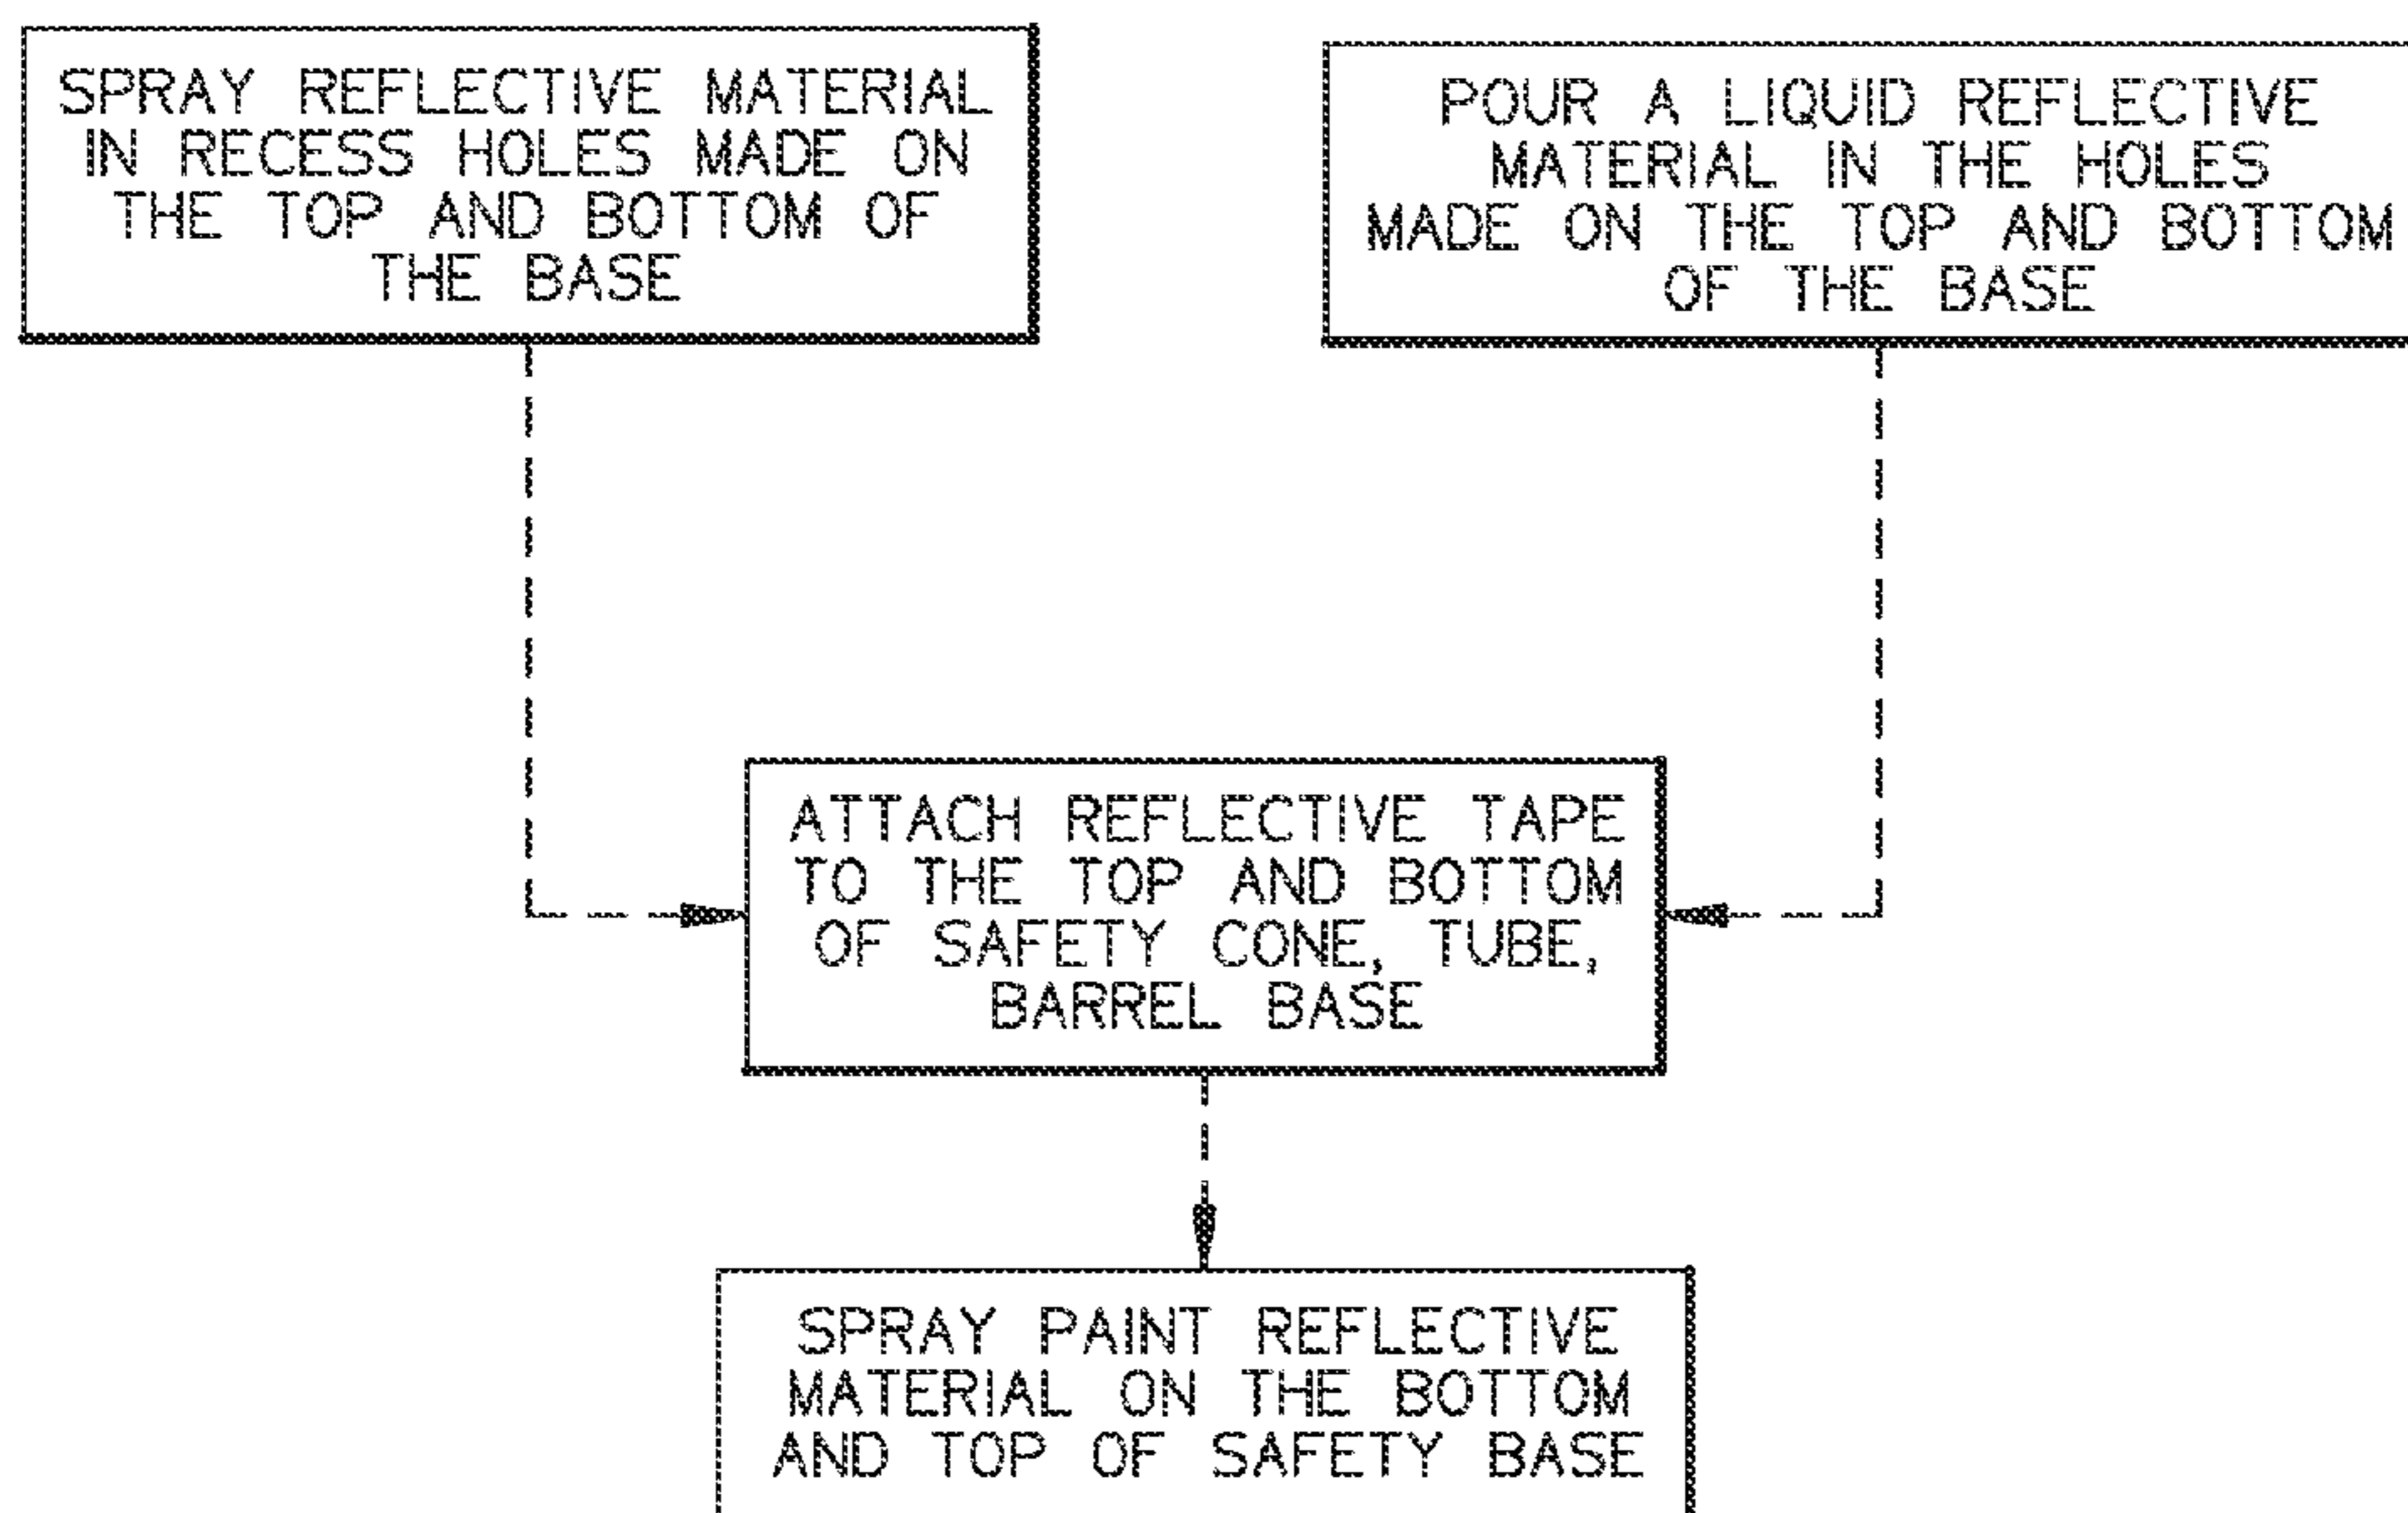 SPRAY REFLECTIVE MATERIAL
IN RECESS HOLES MADE ON
THE TOP AND BOTTOM OF
THE BASE
POUR A LIQUID REFLECTIVE
MATERIAL IN THE HOLES
MADE ON THE TOP AND BOTTOM
OF THE BASE
ATTACH REFLECTIVE TAPE
TO THE TOP AND BOTTOM
OF SAFETY CONE, TUBE,
BARREL BASE
SPRAY PAINT REFLECTIVE
MATERIAL ON THE BOTTOM
AND TOP OF SAFETY BASE